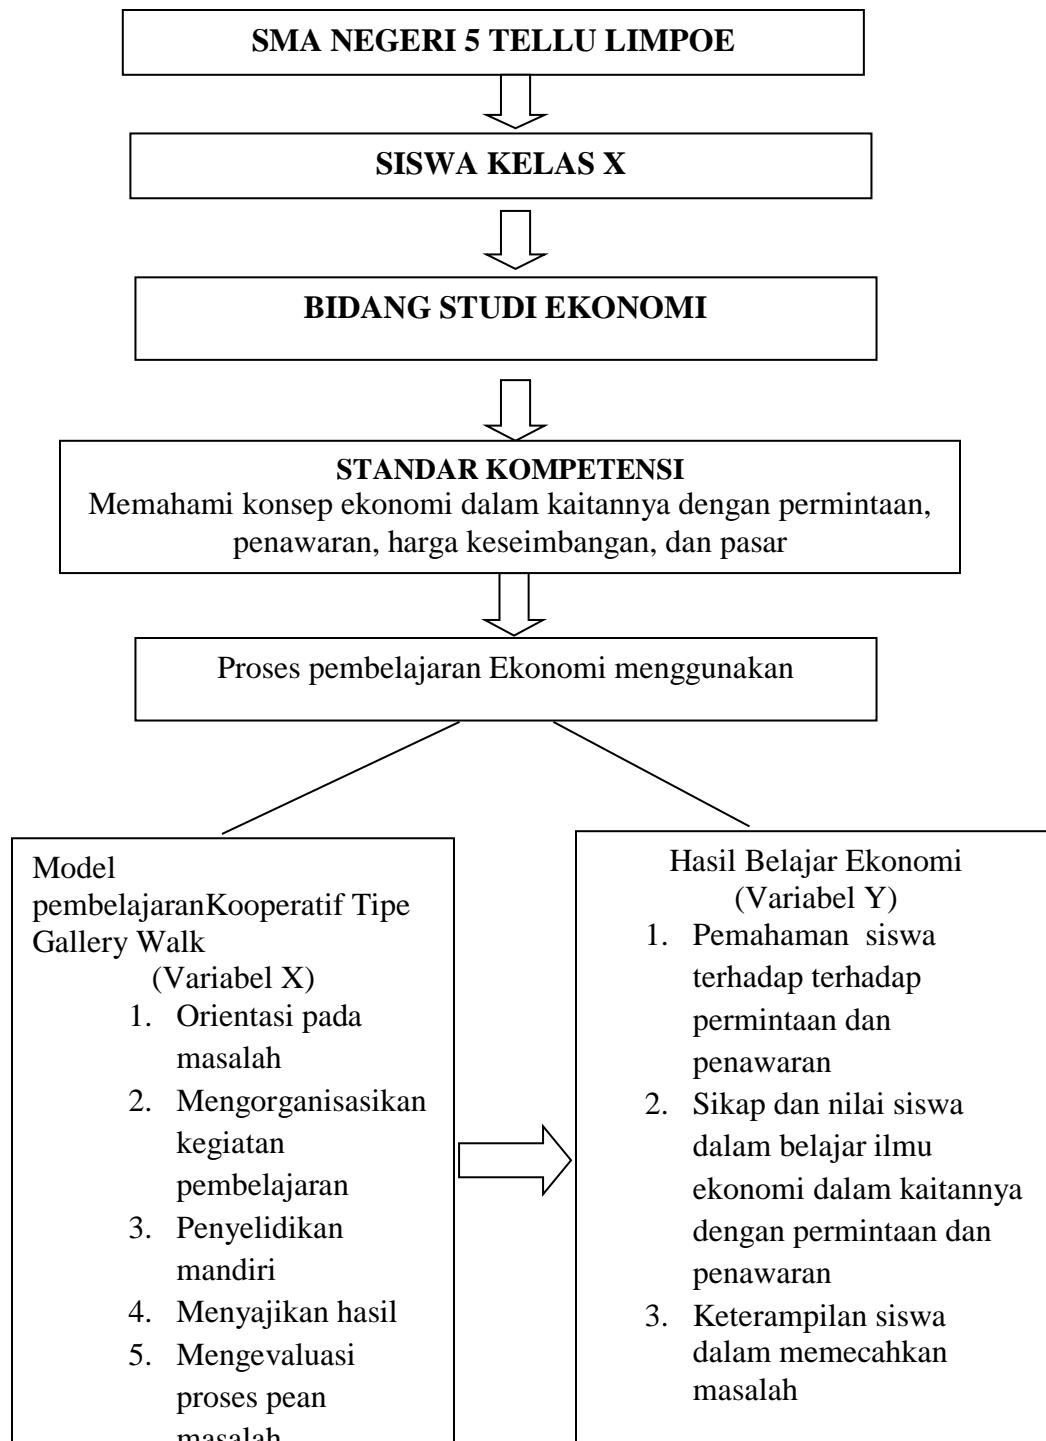 SMA NEGERI 5 TELLU LIMPOE
SISWA KELAS X
BIDANG STUDI EKONOMI
STANDAR KOMPETENSI
Memahami konsep ekonomi dalam kaitannya dengan permintaan,
penawaran, harga keseimbangan, dan pasar
Proses pembelajaran Ekonomi menggunakan
Model
pembelajaranKooperatif Tipe
Gallery Walk
(Variabel X)
1. Orientasi pada
masalah
2. Mengorganisasikan
kegiatan
pembelajaran
3. Penyelidikan
mandiri
4. Menyajikan hasil
5. Mengevaluasi
proses pean
masalah
Hasil Belajar Ekonomi
(Variabel Y)
1. Pemahaman siswa
terhadap terhadap
permintaan dan
penawaran
2. Sikap dan nilai siswa
dalam belajar ilmu
ekonomi dalam kaitannya
dengan permintaan dan
penawaran
3. Keterampilan siswa
dalam memecahkan
masalah